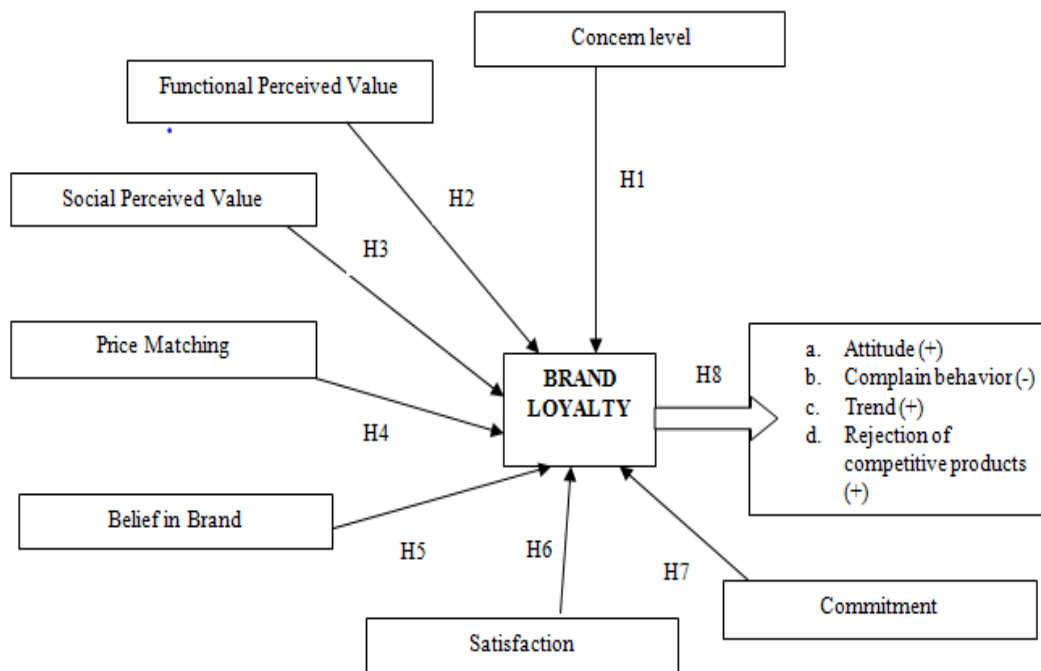 Concern level
Functional Perceived Value
H1
Social Perceived Value
H2
H3
Price Matching
BRAND
LOYALTY
H8
a. Attitude (+)
b. Complain behavior (-)
c. Trend (+)
d. Rejection of
competitive products
(+)
H4
Belief in Brand
H5
H6
H7
Commitment
Satisfaction